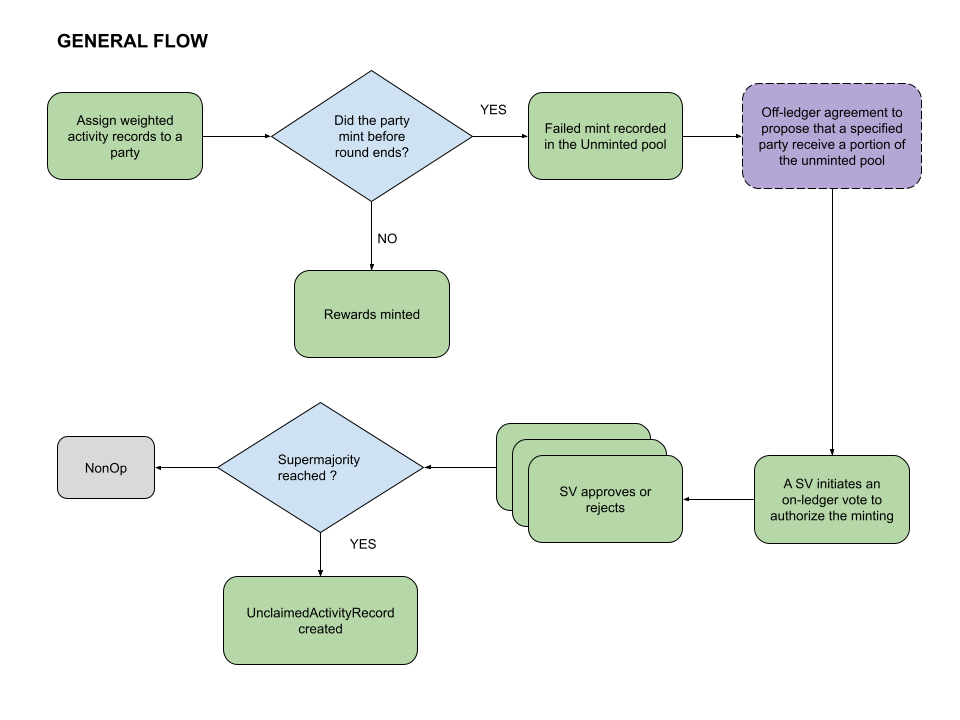 GENERAL FLOW
Assign weighted
activity records to a
party
Did the party
mint before
round ends?
YES
Failed mint recorded
in the Unminted pool
Off-ledger agreement to
propose that a specified
party receive a portion of
the unminted pool
NO
Rewards minted
NonOp
Supermajority
reached ?
SV approves or
rejects
A SV initiates an
on-ledger vote to
authorize the minting
YES
UnclaimedActivityRecord
created